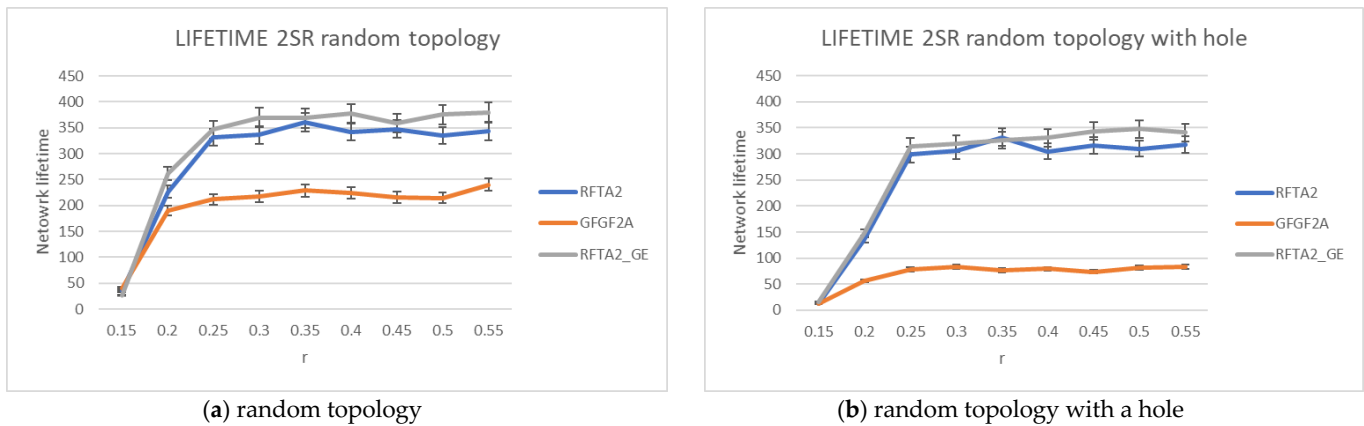 LIFETIME 2SR random topology
Netowrk lifetime
450
400
350
300
250
200
150
100
50
0
0.15 0.2 0.25 0.3 0.35 0.4 0.45 0.5 0.55
r
RFTA2
GFGF2A
RFTA2_GE
(a) random topology
LIFETIME 2SR random topology with hole
Network lifetime
450
400
350
300
250
200
150
100
50
0
0.15 0.2 0.25 0.3 0.35 0.4 0.45 0.5 0.55
r
RFTA2
GFGF2A
RFTA2_GE
(b) random topology with a hole